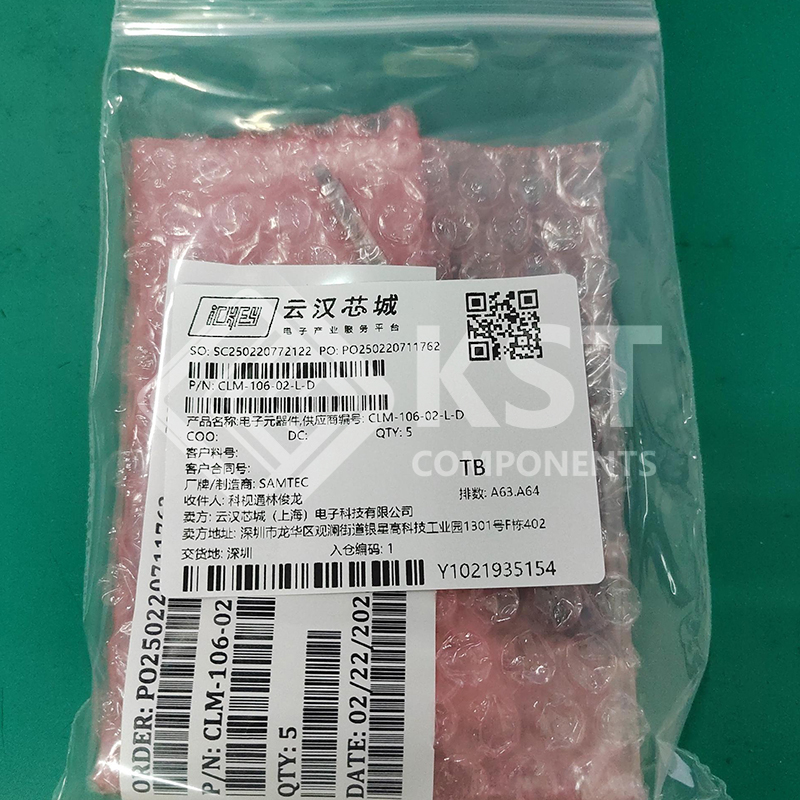 iCKEY 云汉芯城
电子产业服务平台
SO: SC250220772122 PO: PO250220711762
P/N: CLM-106-02-L-D
产品名称:电子元器件,供应商编号: CLM-106-02-L-D
COO: DC: QTY: 5
客户料号:
客户合同号:
厂牌/制造商: SAMTEC
TB
收件人: 科视通林俊龙
排数: A63.A64
卖方: 云汉芯城（上海）电子科技有限公司
卖方地址: 深圳市龙华区观澜街道银星高科技工业园1301号F栋402
交货地: 深圳 入仓编码: 1
Y1021935154
ORDER: PO250220711762
P/N: CLM-106-02
QTY: 5
DATE: 02/22/202
KST
COMPONENTS